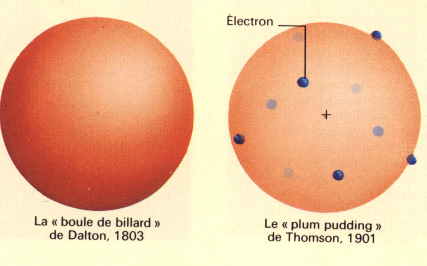 Électron
+
La « boule de billard »
de Dalton, 1803
Le « plum pudding »
de Thomson, 1901